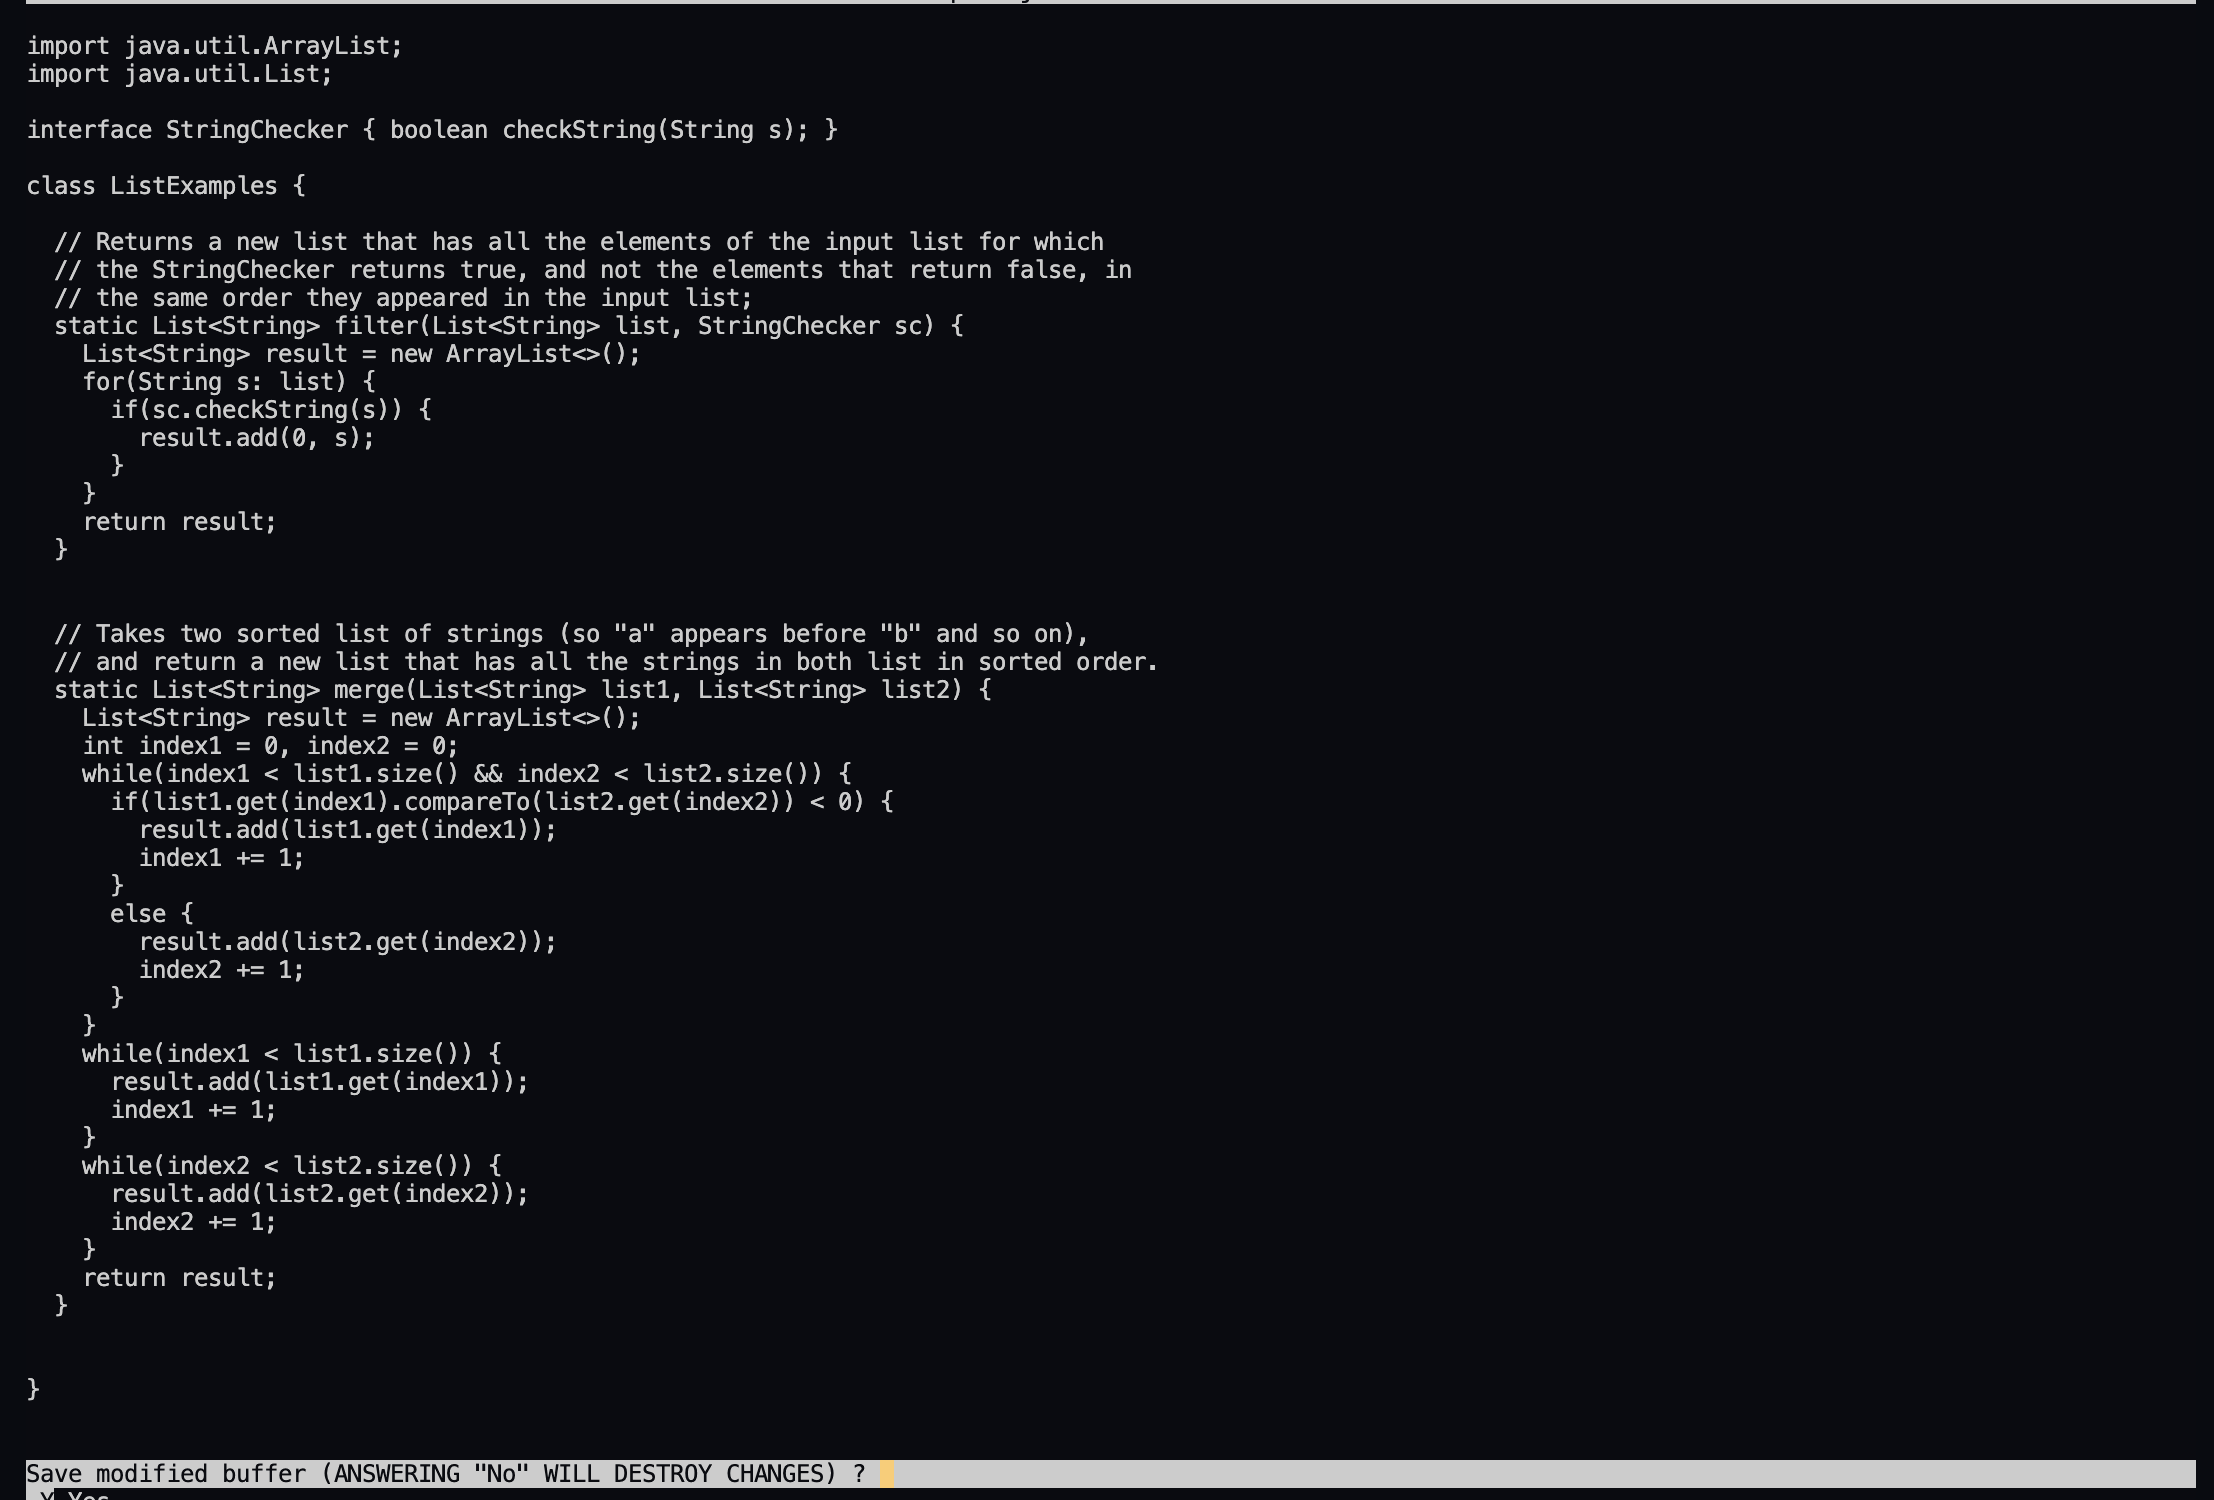 import java.util.ArrayList;
import java.util.List;

interface StringChecker { boolean checkString(String s); }

class ListExamples {

  // Returns a new list that has all the elements of the input list for which
  // the StringChecker returns true, and not the elements that return false, in
  // the same order they appeared in the input list;
  static List<String> filter(List<String> list, StringChecker sc) {
    List<String> result = new ArrayList<>();
    for(String s: list) {
      if(sc.checkString(s)) {
        result.add(0, s);
      }
    }
    return result;
  }


  // Takes two sorted list of strings (so "a" appears before "b" and so on),
  // and return a new list that has all the strings in both list in sorted order.
  static List<String> merge(List<String> list1, List<String> list2) {
    List<String> result = new ArrayList<>();
    int index1 = 0, index2 = 0;
    while(index1 < list1.size() && index2 < list2.size()) {
      if(list1.get(index1).compareTo(list2.get(index2)) < 0) {
        result.add(list1.get(index1));
        index1 += 1;
      }
      else {
        result.add(list2.get(index2));
        index2 += 1;
      }
    }
    while(index1 < list1.size()) {
      result.add(list1.get(index1));
      index1 += 1;
    }
    while(index2 < list2.size()) {
      result.add(list2.get(index2));
      index2 += 1;
    }
    return result;
  }


}

Save modified buffer (ANSWERING "No" WILL DESTROY CHANGES) ?
 Y Yes